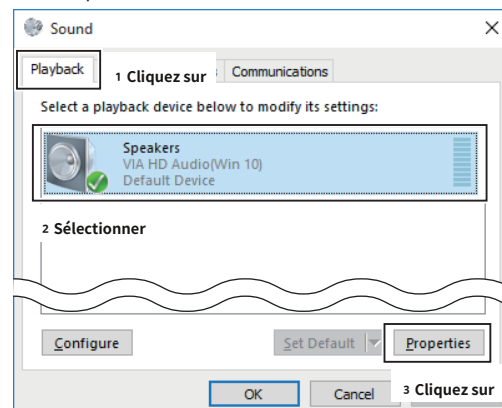 Sound
Playback 1 Cliquez sur Communications
Select a playback device below to modify its settings:
Speakers
VIA HD Audio(Win 10)
Default Device
2 Sélectionner
Configure Set Default Properties
OK Cancel 3 Cliquez sur